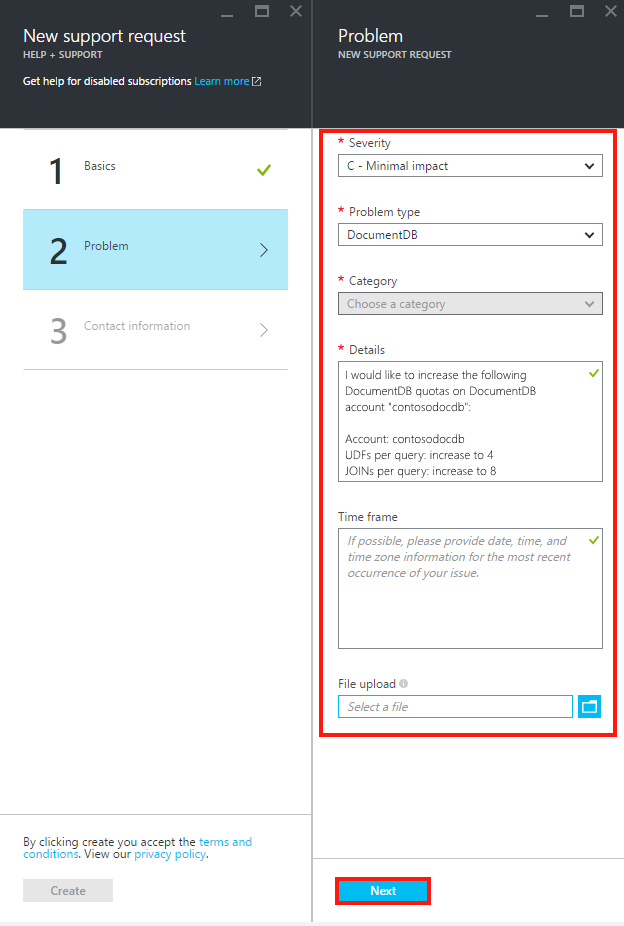 New support request
HELP + SUPPORT
Get help for disabled subscriptions Learn more
1 Basics
2 Problem
3 Contact information
By clicking create you accept the terms and
conditions. View our privacy policy.
Create
Problem
NEW SUPPORT REQUEST
* Severity
C - Minimal impact
* Problem type
DocumentDB
* Category
Choose a category
* Details
I would like to increase the following
DocumentDB quotas on DocumentDB
account "contosodocdb":
Account: contosodocdb
UDFs per query: increase to 4
JOINs per query: increase to 8
Time frame
If possible, please provide date, time, and
time zone information for the most recent
occurrence of your issue.
File upload
Select a file
Next